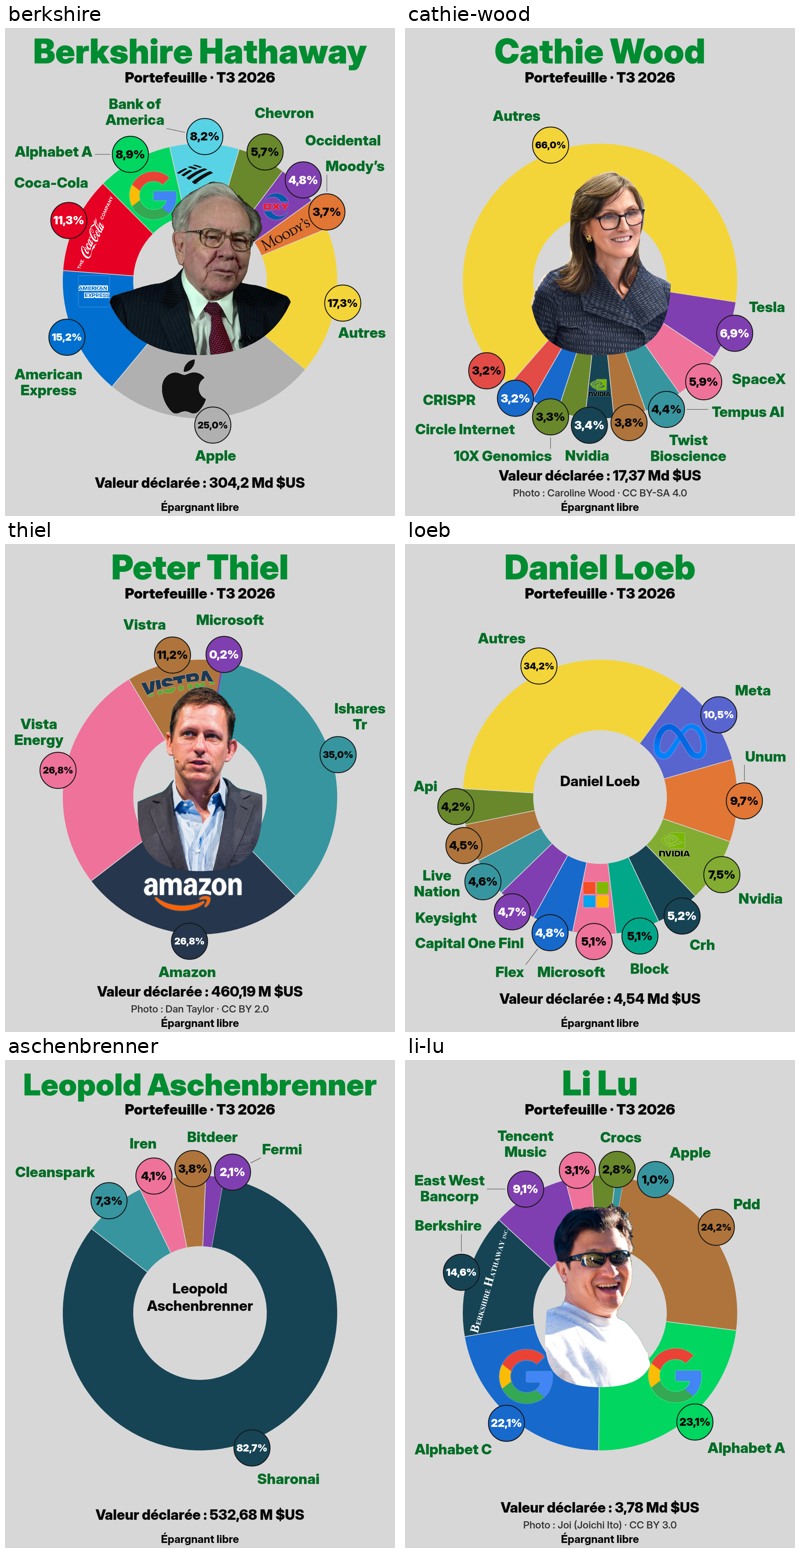 berkshire
Berkshire Hathaway
Portefeuille · T3 2026
Bank of
America
8,2%
Chevron
5,7%
Occidental
4,8%
Moody's
3,7%
MOODY'S
OXY
Alphabet A
8,9%
Coca-Cola
11,3%
THE Coca-Cola COMPANY
AMERICAN
EXPRESS
15,2%
American
Express
17,3%
Autres
25,0%
Apple
Valeur déclarée : 304,2 Md $US
Épargnant libre
cathie-wood
Cathie Wood
Portefeuille · T3 2026
Autres
66,0%
Tesla
6,9%
SpaceX
5,9%
Tempus AI
4,4%
Twist
Bioscience
3,8%
NVIDIA
3,4%
Nvidia
3,3%
10X Genomics
3,2%
Circle Internet
3,2%
CRISPR
Valeur déclarée : 17,37 Md $US
Photo : Caroline Wood · CC BY-SA 4.0
Épargnant libre
thiel
Peter Thiel
Portefeuille · T3 2026
Vistra
11,2%
VISTRA
Microsoft
0,2%
Ishares
Tr
35,0%
Vista
Energy
26,8%
amazon
26,8%
Amazon
Valeur déclarée : 460,19 M $US
Photo : Dan Taylor · CC BY 2.0
Épargnant libre
loeb
Daniel Loeb
Portefeuille · T3 2026
Autres
34,2%
Meta
10,5%
Unum
9,7%
NVIDIA
7,5%
Nvidia
5,2%
Crh
5,1%
Block
5,1%
Microsoft
4,8%
Flex
4,7%
Capital One Finl
4,6%
Keysight
4,5%
Live
Nation
4,2%
Api
Daniel Loeb
Valeur déclarée : 4,54 Md $US
Épargnant libre
aschenbrenner
Leopold Aschenbrenner
Portefeuille · T3 2026
Cleanspark
7,3%
Iren
4,1%
Bitdeer
3,8%
Fermi
2,1%
Leopold
Aschenbrenner
82,7%
Sharonai
Valeur déclarée : 532,68 M $US
Épargnant libre
li-lu
Li Lu
Portefeuille · T3 2026
Tencent
Music
3,1%
Crocs
2,8%
Apple
1,0%
Pdd
24,2%
East West
Bancorp
9,1%
Berkshire
14,6%
BERKSHIRE HATHAWAY INC.
22,1%
Alphabet C
23,1%
Alphabet A
Valeur déclarée : 3,78 Md $US
Photo : Joi (Joichi Ito) · CC BY 3.0
Épargnant libre